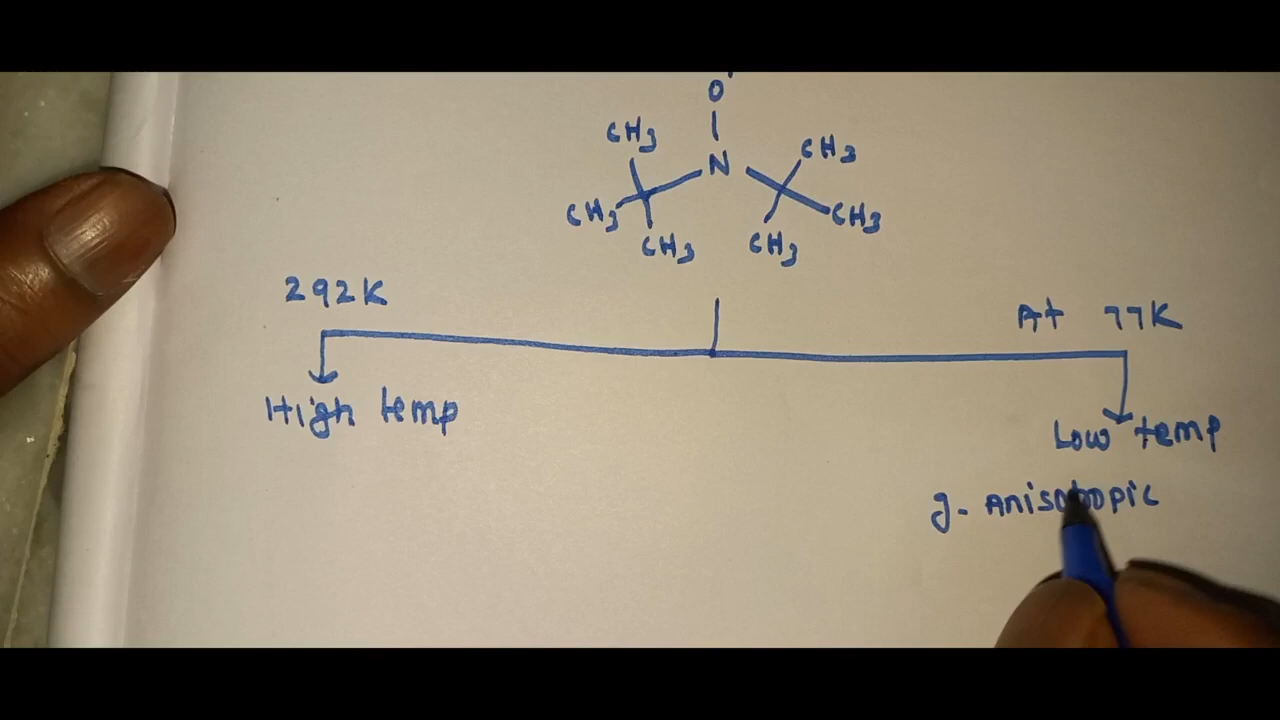 O·
CH3 N CH3
CH3 CH3
CH3 CH3
292K At 77K
High temp Low temp
g- Anisotropic